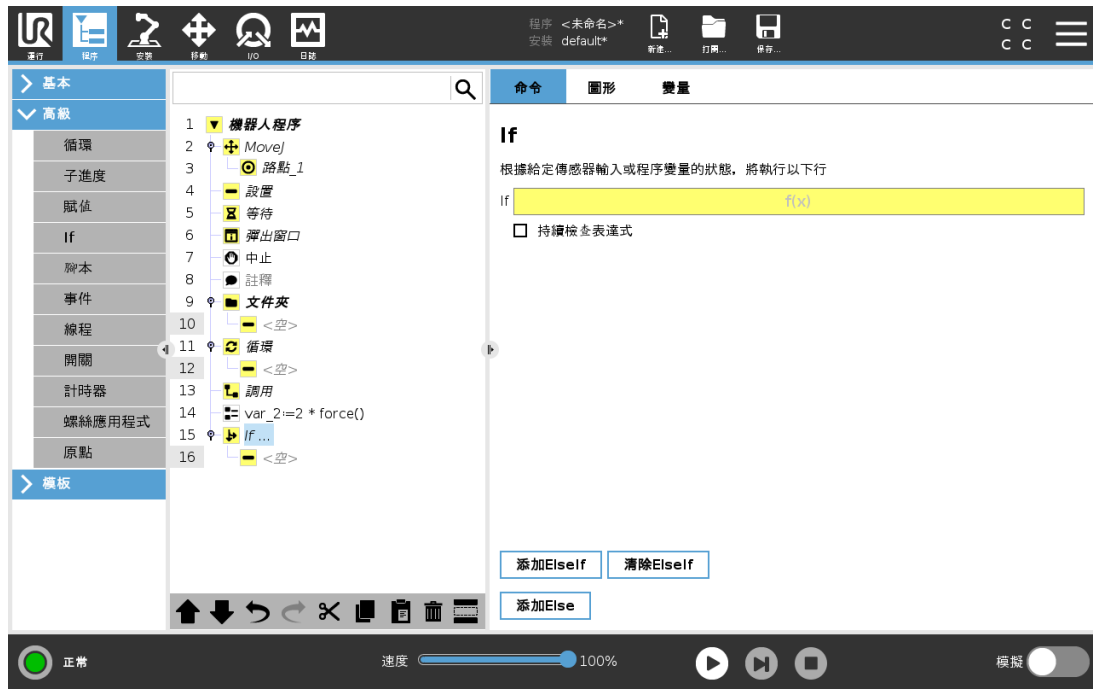 UR
運行
程序
安裝
移動
I/O
日誌
程序 <未命名>*
安裝 default*
新建...
打開...
保存...
C C
C C
基本
高級
循環
子進度
賦值
If
腳本
事件
線程
開關
計時器
螺絲應用程式
原點
模板
1 機器人程序
2 MoveJ
3 路點_1
4 設置
5 等待
6 彈出窗口
7 中止
8 註釋
9 文件夾
10 <空>
11 循環
12 <空>
13 調用
14 var_2:=2 * force()
15 If ...
16 <空>
命令 圖形 變量
If
根據給定傳感器輸入或程序變量的狀態，將執行以下行
If f(x)
持續檢查表達式
添加ElseIf 清除ElseIf
添加Else
正常
速度 100%
模擬